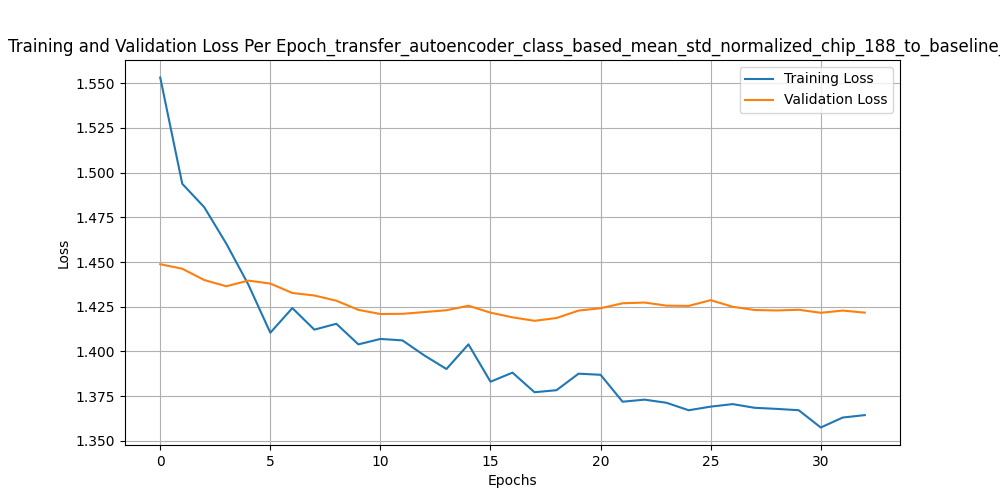 Training and Validation Loss Per Epoch_transfer_autoencoder_class_based_mean_std_normalized_chip_188_to_baseline_
Training Loss
Validation Loss
1.550
1.525
1.500
1.475
1.450
1.425
1.400
1.375
1.350
Loss
0 5 10 15 20 25 30
Epochs